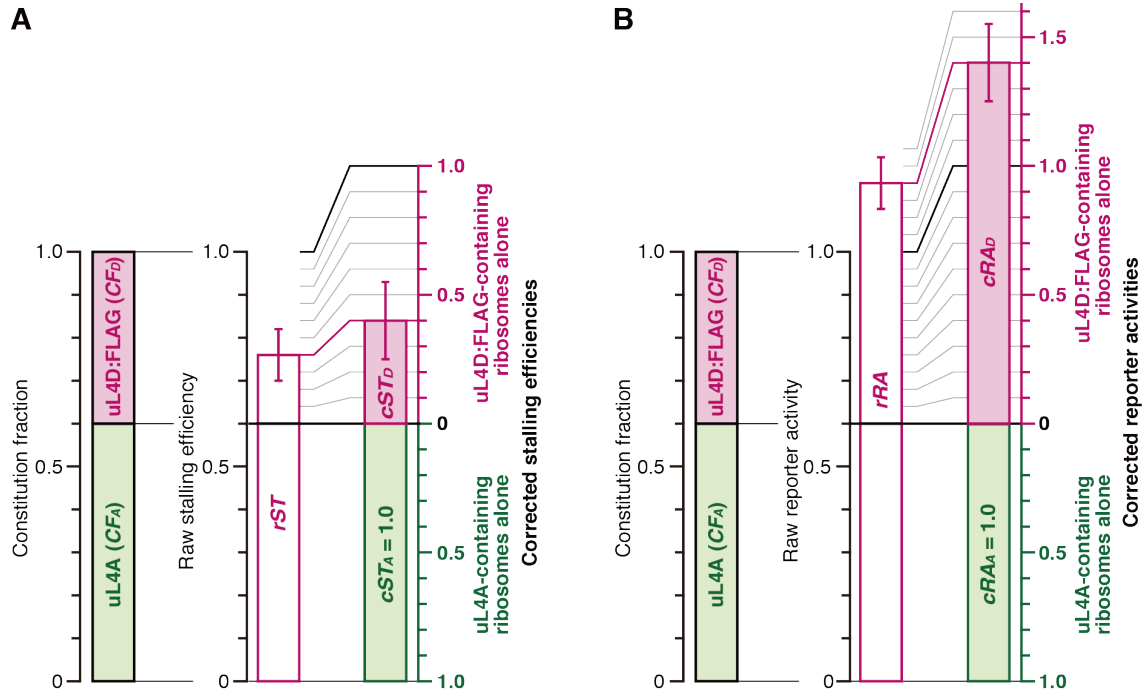 A
Constitution fraction
1.0
0.5
0
uL4D:FLAG (CFD)
uL4A (CFA)
Raw stalling efficiency
1.0
0.5
0
rST
cSTD
cSTA = 1.0
1.0
0.5
0
0.5
1.0
uL4D:FLAG-containing
ribosomes alone
uL4A-containing
ribosomes alone
Corrected stalling efficiencies
B
Constitution fraction
1.0
0.5
0
uL4D:FLAG (CFD)
uL4A (CFA)
Raw reporter activity
1.0
0.5
0
rRA
cRAD
cRAA = 1.0
1.5
1.0
0.5
0
0.5
1.0
uL4D:FLAG-containing
ribosomes alone
uL4A-containing
ribosomes alone
Corrected reporter activities